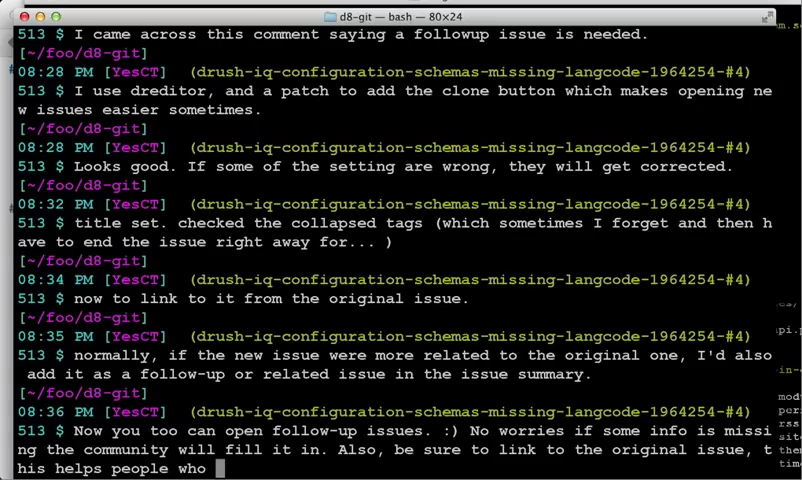 d8-git — bash — 80×24
513 $ I came across this comment saying a followup issue is needed.
[~/foo/d8-git]
08:28 PM [YesCT]   (drush-iq-configuration-schemas-missing-langcode-1964254-#4)
513 $ I use dreditor, and a patch to add the clone button which makes opening ne
w issues easier sometimes.
[~/foo/d8-git]
08:28 PM [YesCT]   (drush-iq-configuration-schemas-missing-langcode-1964254-#4)
513 $ Looks good. If some of the setting are wrong, they will get corrected.
[~/foo/d8-git]
08:32 PM [YesCT]   (drush-iq-configuration-schemas-missing-langcode-1964254-#4)
513 $ title set. checked the collapsed tags (which sometimes I forget and then h
ave to end the issue right away for... )
[~/foo/d8-git]
08:34 PM [YesCT]   (drush-iq-configuration-schemas-missing-langcode-1964254-#4)
513 $ now to link to it from the original issue.
[~/foo/d8-git]
08:35 PM [YesCT]   (drush-iq-configuration-schemas-missing-langcode-1964254-#4)
513 $ normally, if the new issue were more related to the original one, I'd also
 add it as a follow-up or related issue in the issue summary.
[~/foo/d8-git]
08:36 PM [YesCT]   (drush-iq-configuration-schemas-missing-langcode-1964254-#4)
513 $ Now you too can open follow-up issues. :) No worries if some info is missi
ng the community will fill it in. Also, be sure to link to the original issue, t
his helps people who